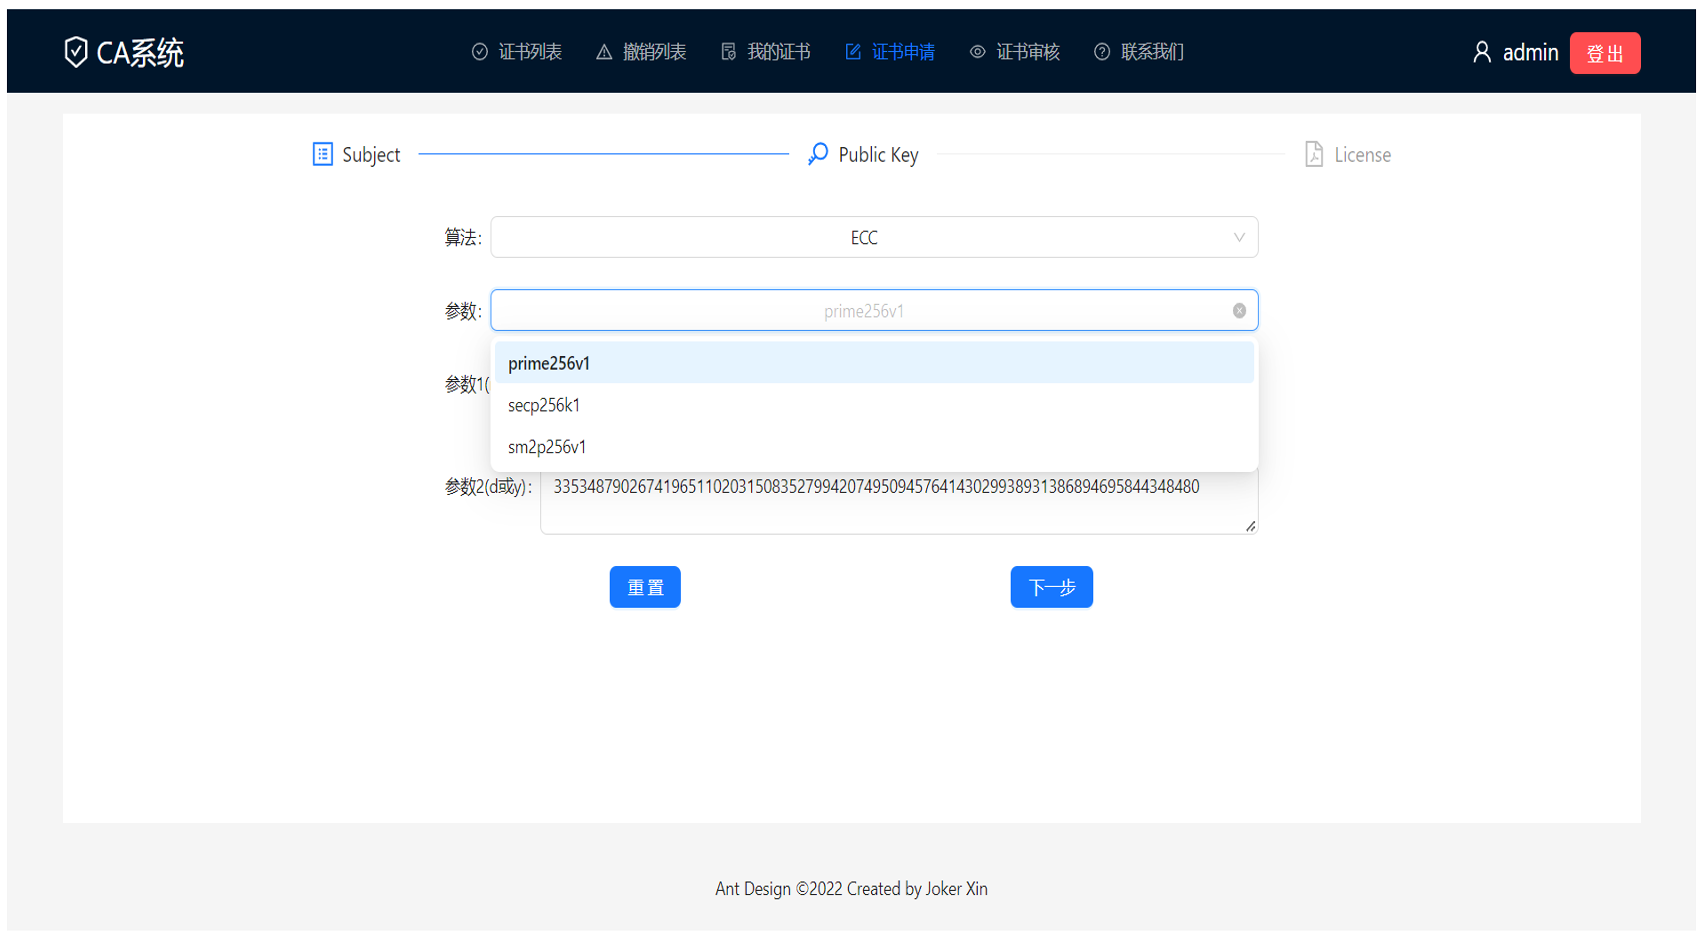 CA系统
证书列表
撤销列表
我的证书
证书申请
证书审核
联系我们
admin
登出
Subject
Public Key
License
算法:
ECC
参数:
prime256v1
prime256v1
secp256k1
sm2p256v1
参数1(
参数2(d或y):
33534879026741965110203150835279942074950945764143029938931386894695844348480
重置
下一步
Ant Design ©2022 Created by Joker Xin